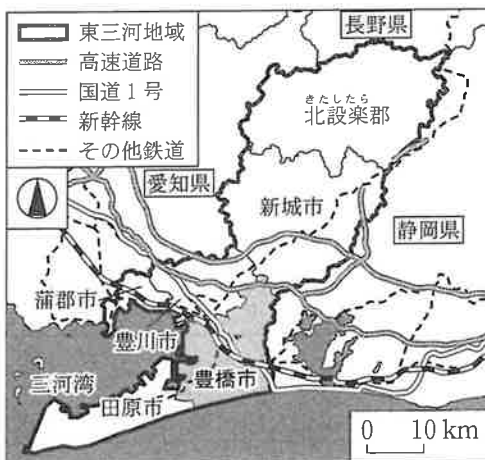 東三河地域
高速道路
国道1号
新幹線
その他鉄道
長野県
きたしたら
北設楽郡
愛知県
新城市
静岡県
蒲郡市
豊川市
三河湾
豊橋市
田原市
0 10 km